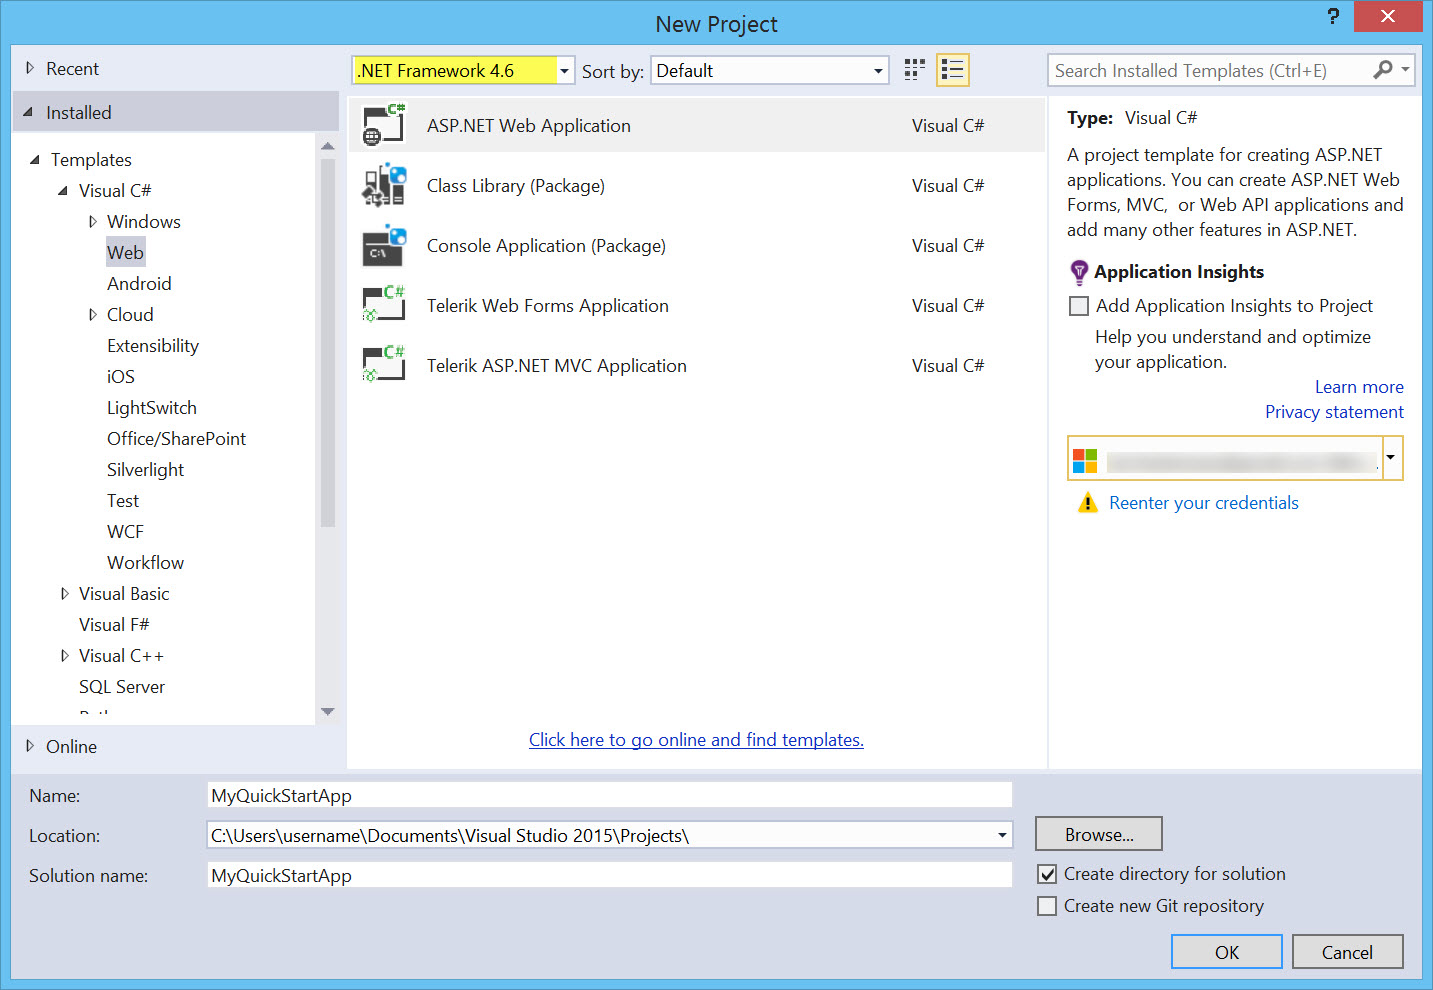 New Project
?
Recent
.NET Framework 4.6
Sort by:
Default
Search Installed Templates (Ctrl+E)
Installed
Templates
Visual C#
Windows
Web
Android
Cloud
Extensibility
iOS
LightSwitch
Office/SharePoint
Silverlight
Test
WCF
Workflow
Visual Basic
Visual F#
Visual C++
SQL Server
Online
C#
ASP.NET Web Application
Visual C#
Class Library (Package)
Visual C#
C:\
Console Application (Package)
Visual C#
C#
Telerik Web Forms Application
Visual C#
C#
Telerik ASP.NET MVC Application
Visual C#
Click here to go online and find templates.
Type: Visual C#
A project template for creating ASP.NET
applications. You can create ASP.NET Web
Forms, MVC,  or Web API applications and
add many other features in ASP.NET.
Application Insights
Add Application Insights to Project
Help you understand and optimize
your application.
Learn more
Privacy statement
Reenter your credentials
Name:
MyQuickStartApp
Location:
C:\Users\username\Documents\Visual Studio 2015\Projects\
Browse...
Solution name:
MyQuickStartApp
Create directory for solution
Create new Git repository
OK
Cancel